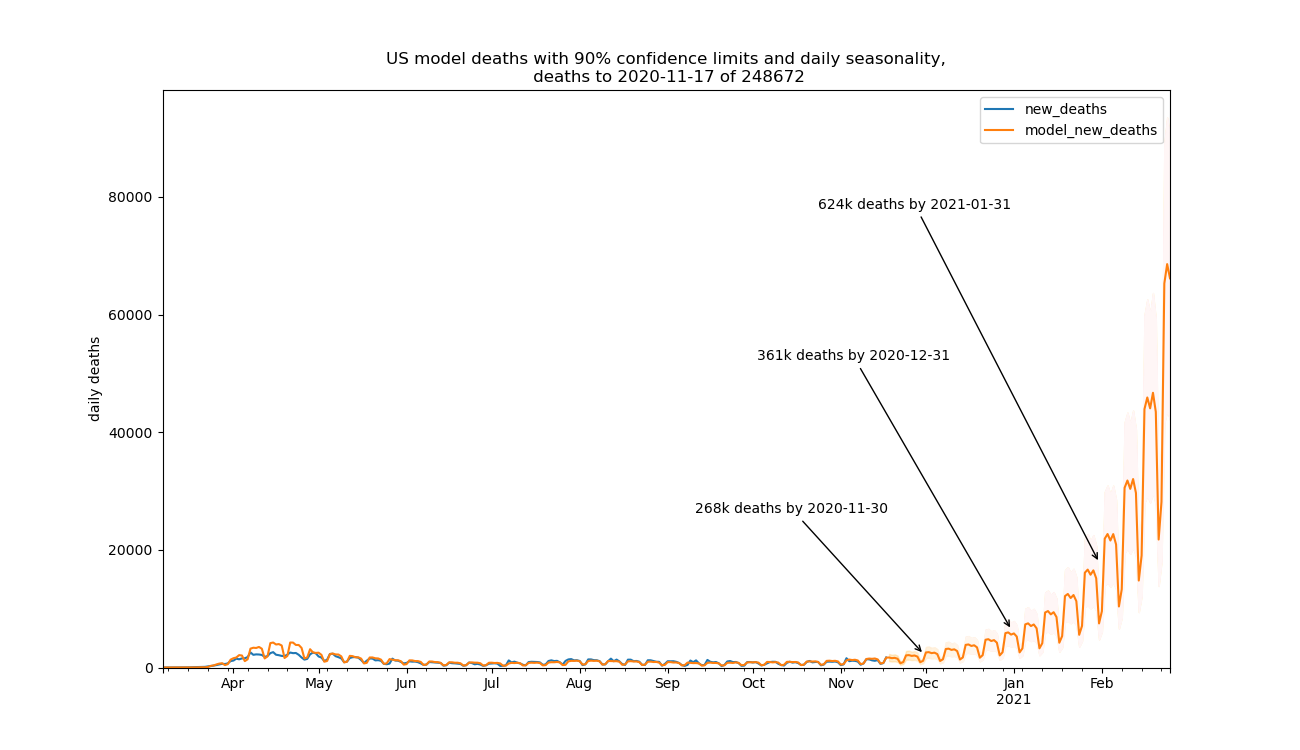 US model deaths with 90% confidence limits and daily seasonality,
deaths to 2020-11-17 of 248672
new_deaths
model_new_deaths
80000
624k deaths by 2021-01-31
60000
361k deaths by 2020-12-31
daily deaths
40000
268k deaths by 2020-11-30
20000
0
Apr May Jun Jul Aug Sep Oct Nov Dec Jan Feb
2021